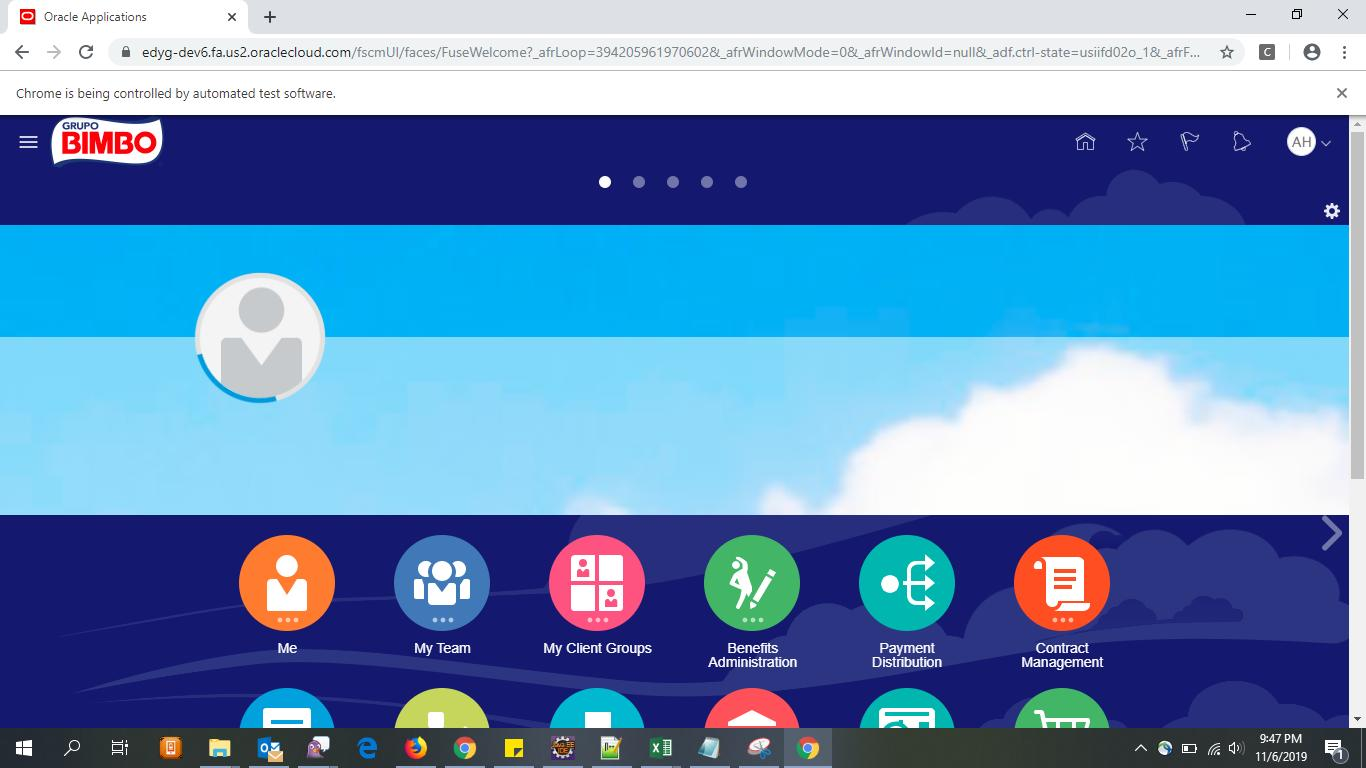 Oracle Applications
edyg-dev6.fa.us2.oraclecloud.com/fscmUI/faces/FuseWelcome?_afrLoop=3942059619706028&_afrWindowMode=0&_afrWindowId=null&_adf.ctrl-state=usiifd02o_1&_afrF...
C
Chrome is being controlled by automated test software.
GRUPO
BIMBO
AH
Me
My Team
My Client Groups
Benefits
Administration
Payment
Distribution
Contract
Management
9:47 PM
11/6/2019
1